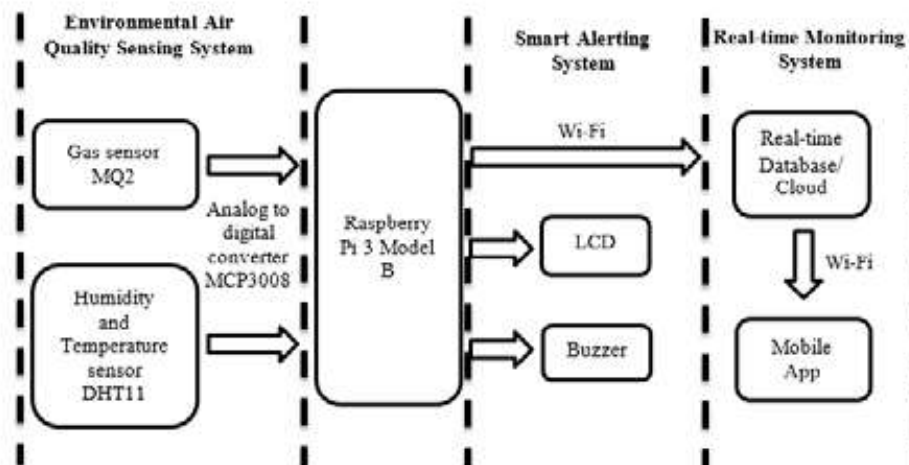 Environmental Air
Quality Sensing System
Gas sensor
MQ2
Analog to
digital
converter
MCP3008
Humidity
and
Temperature
sensor
DHT11
Raspberry
Pi 3 Model
B
Smart Alerting
System
Wi-Fi
LCD
Buzzer
Real-time Monitoring
System
Real-time
Database/
Cloud
Wi-Fi
Mobile
App